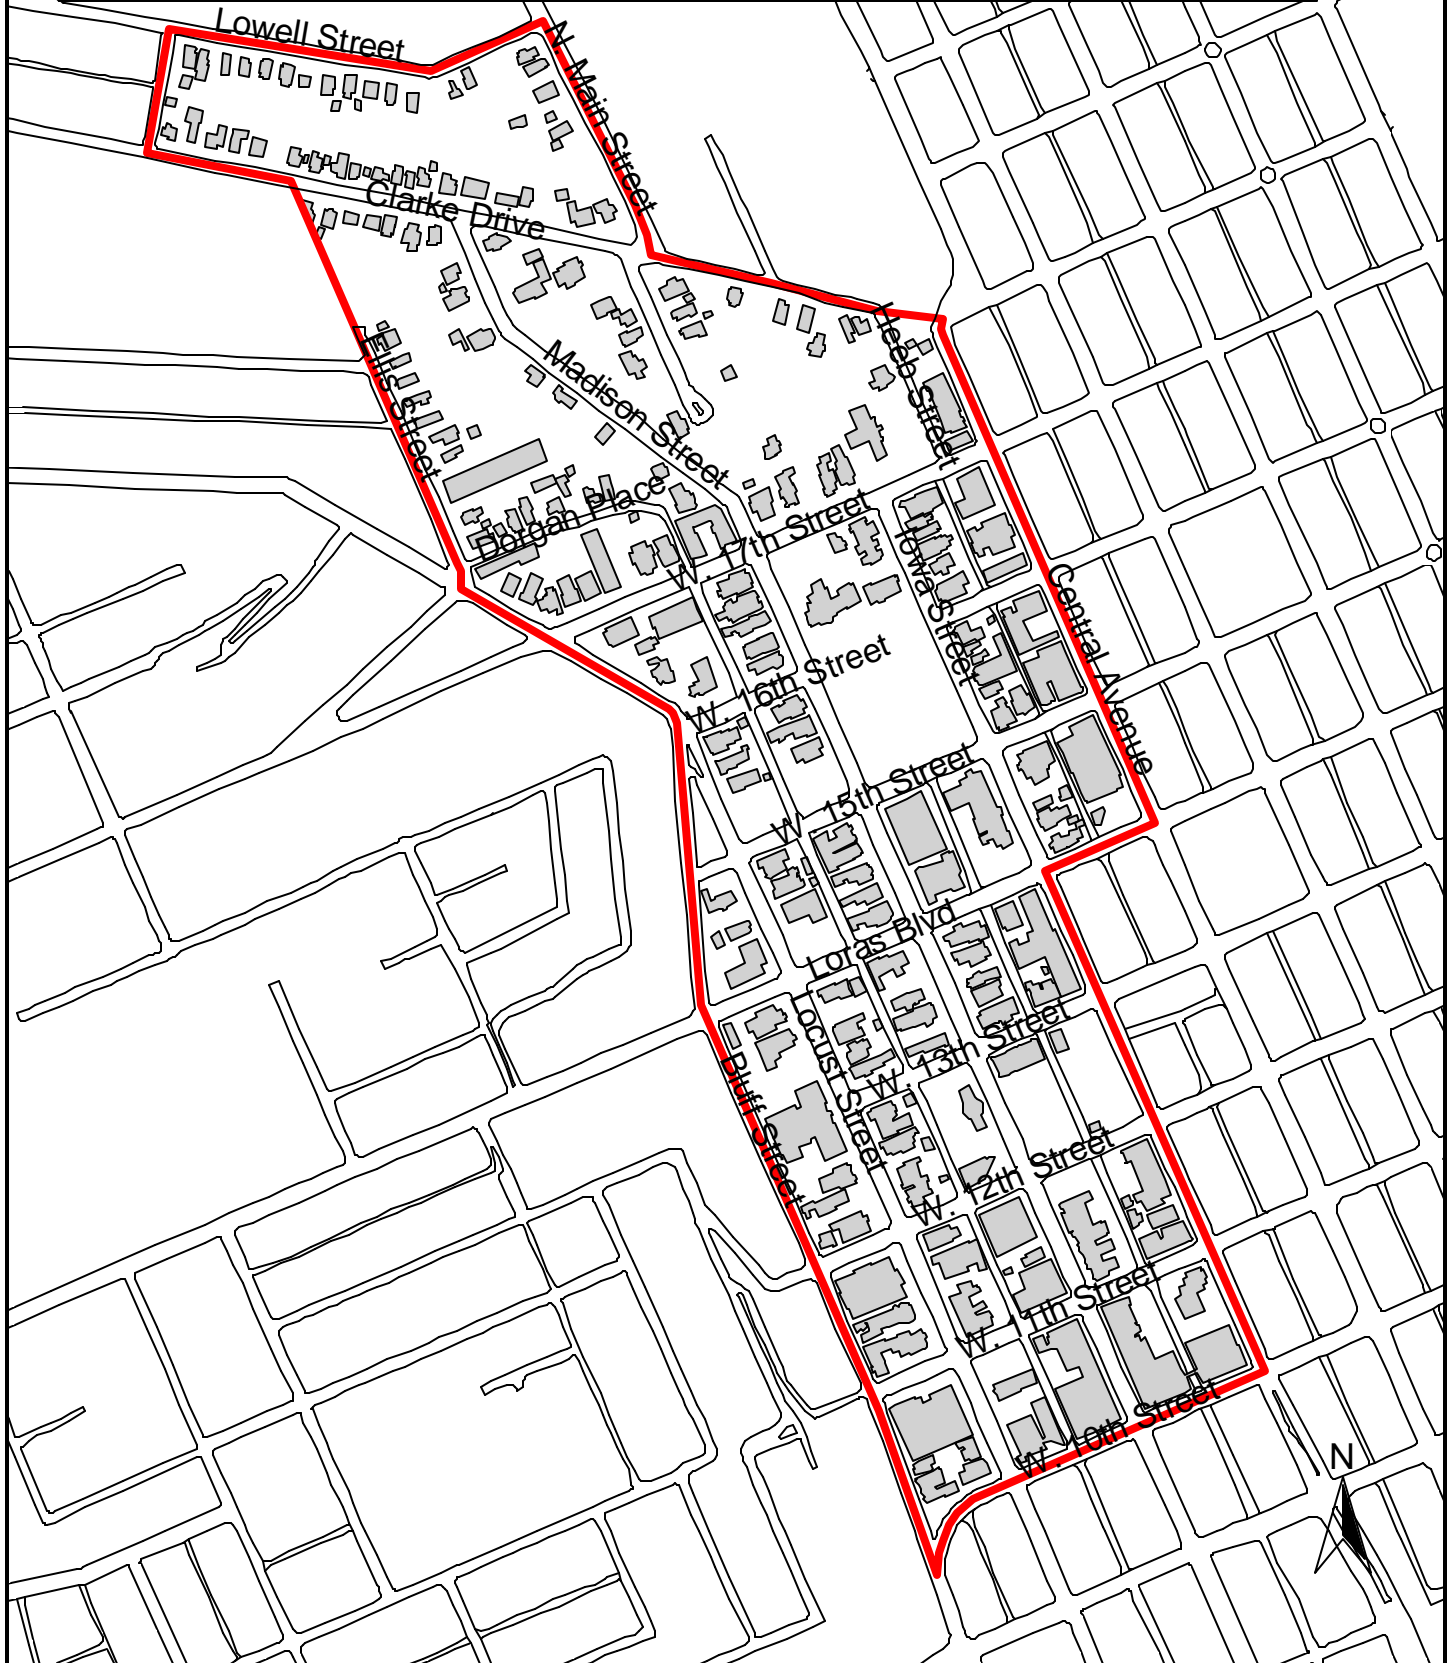 Lowell Street
N. Main Street
Clarke Drive
Heeb Street
Ellis Street
Madison Street
Dorgan Place
W. 17th Street
Iowa Street
Central Avenue
W. 16th Street
W. 15th Street
Loras Blvd
Locust Street
W. 13th Street
Bluff Street
W. 12th Street
W. 11th Street
W. 10th Street
N